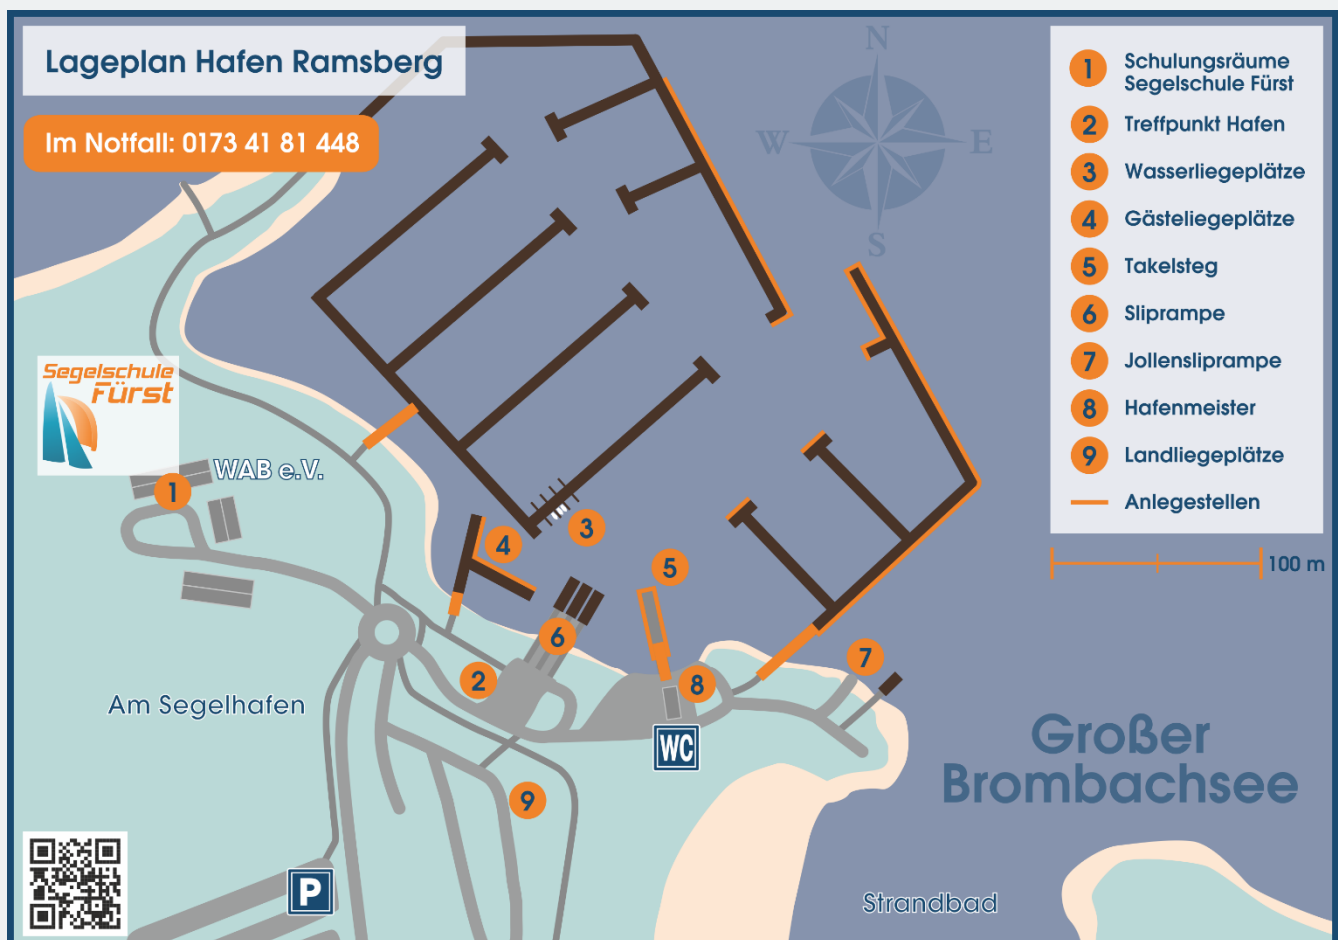 Lageplan Hafen Ramsberg
Im Notfall: 0173 41 81 448
N
W
E
S
1 Schulungsräume
Segelschule Fürst
2 Treffpunkt Hafen
3 Wasserliegeplätze
4 Gästeliegeplätze
5 Takelsteg
6 Sliprampe
7 Jollensliprampe
8 Hafenmeister
9 Landliegeplätze
Anlegestellen
100 m
Segelschule
Fürst
WAB e.V.
1
3
4
5
6
7
2
8
Am Segelhafen
WC
Großer
Brombachsee
9
P
Strandbad